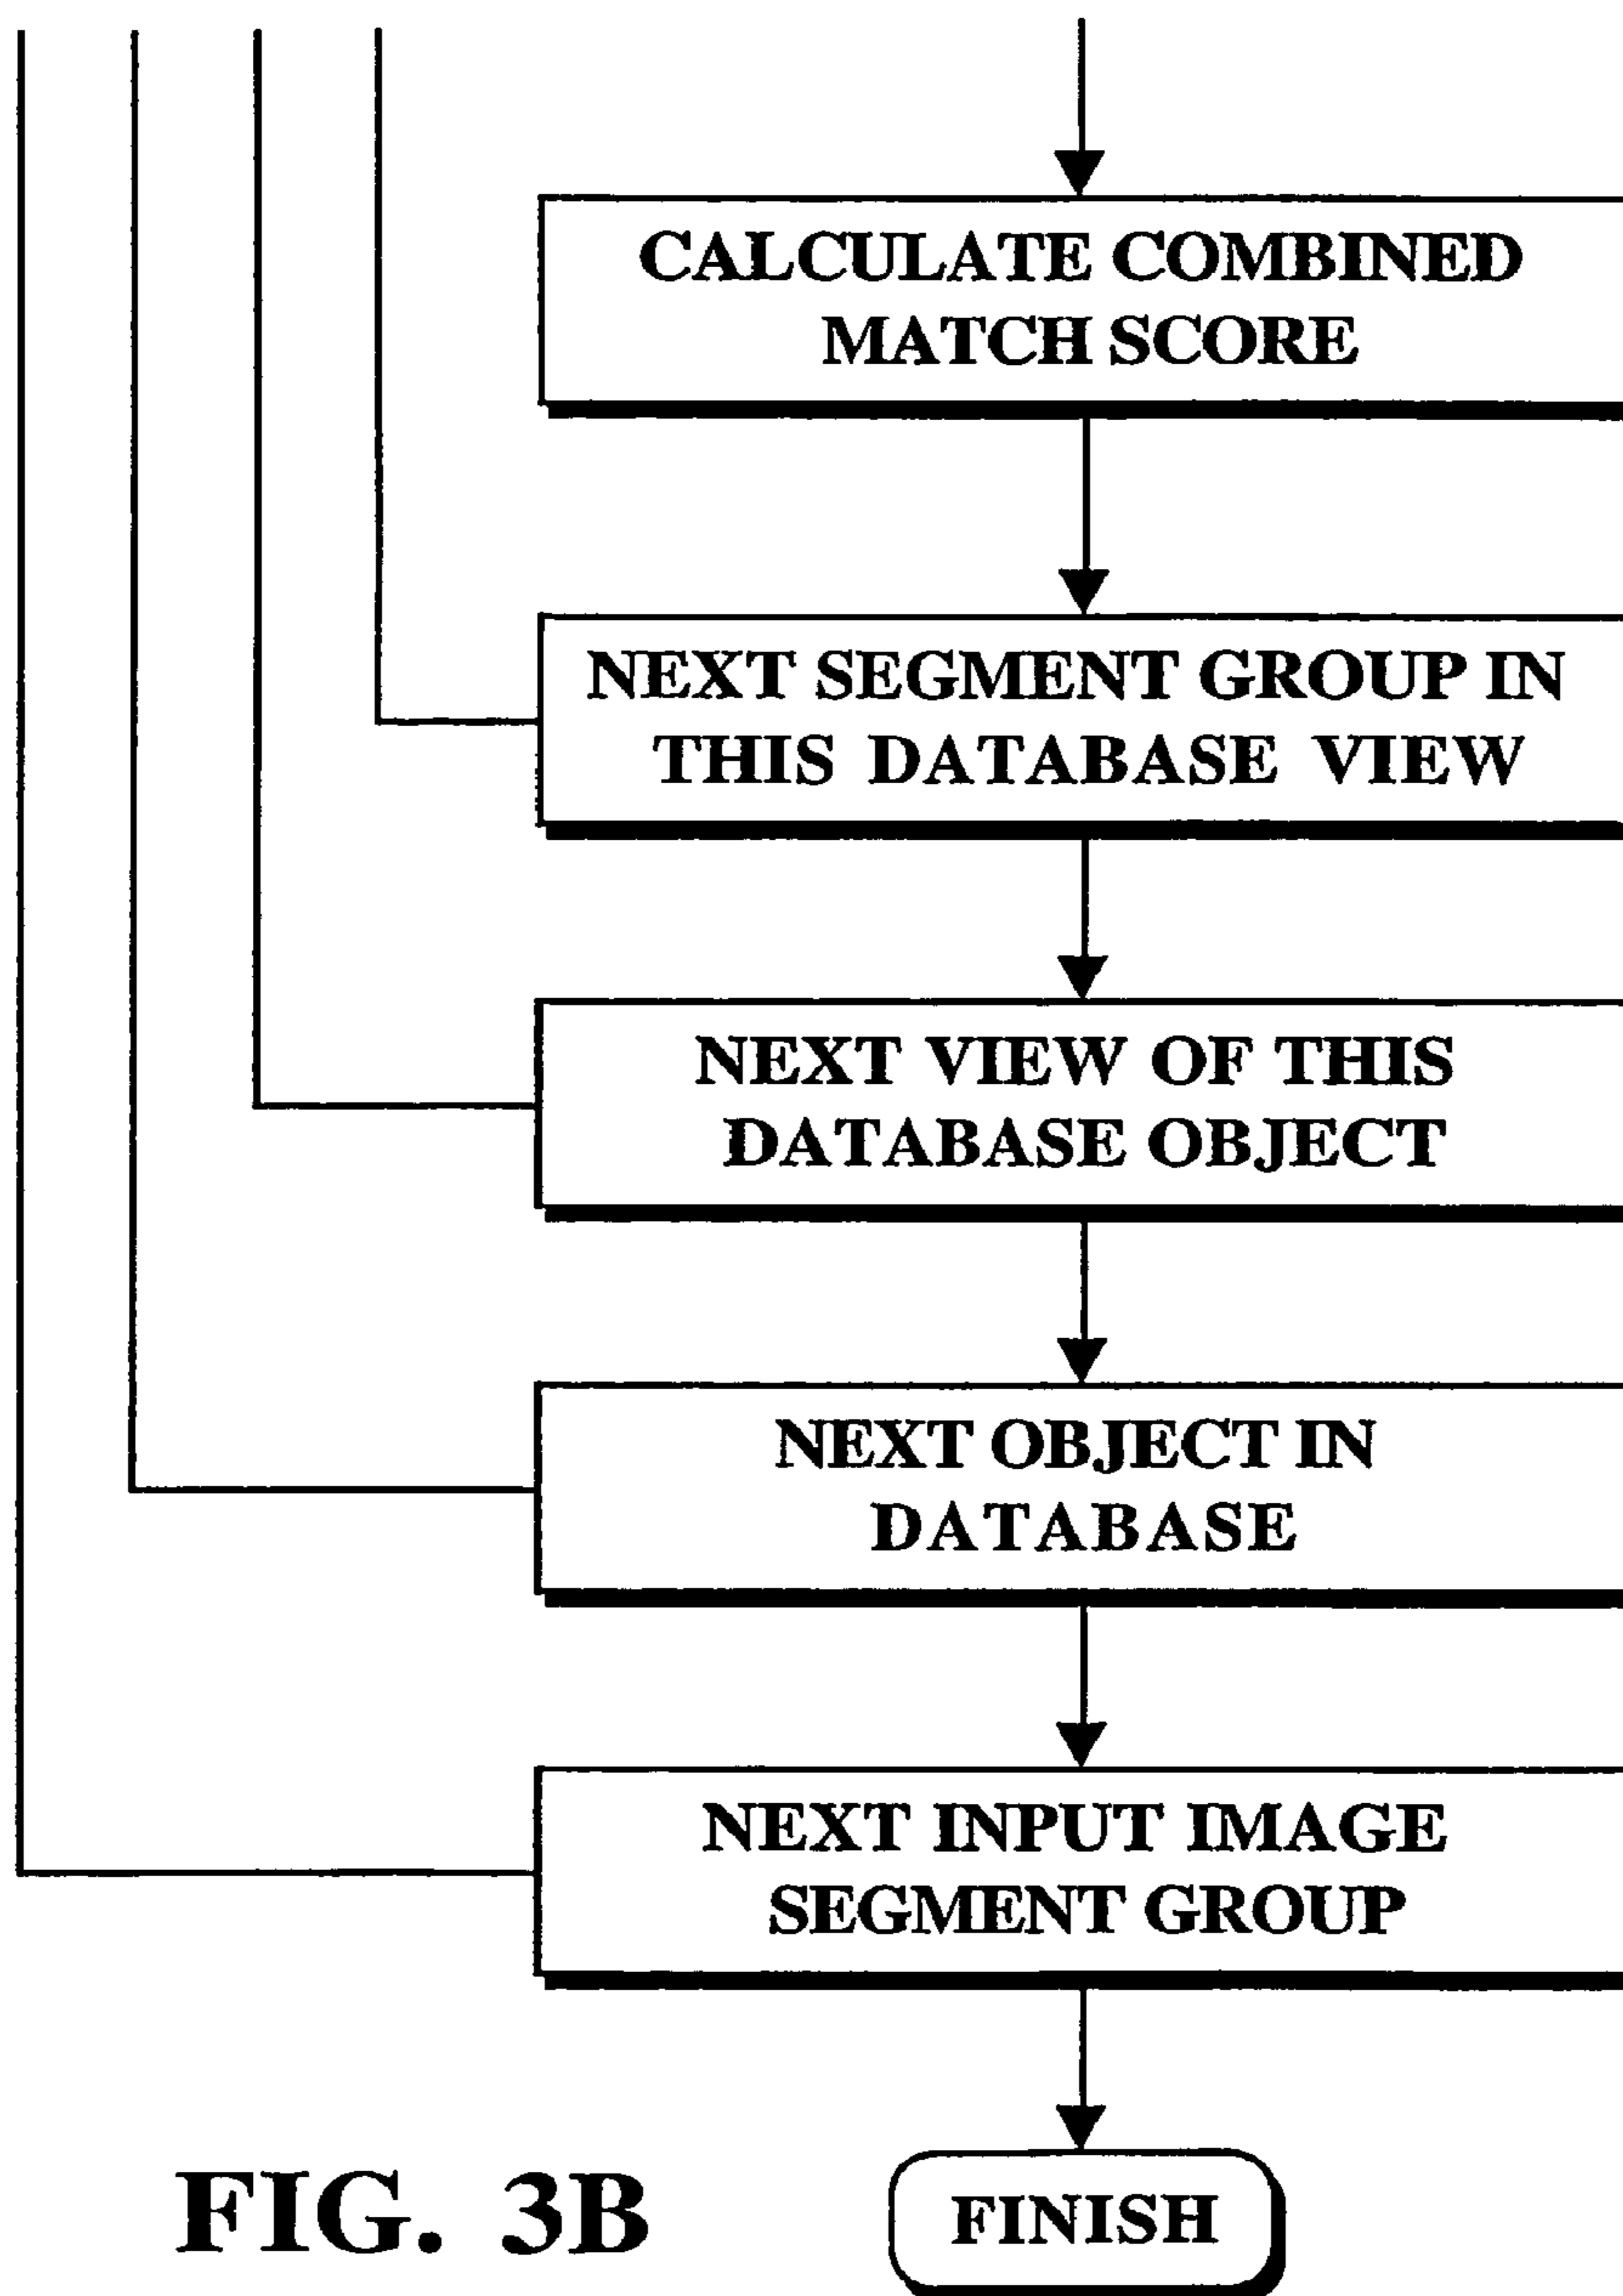 CALCULATE COMBINED
MATCH SCORE
NEXT SEGMENT GROUP IN
THIS DATABASE VIEW
NEXT VIEW OF THIS
DATABASE OBJECT
NEXT OBJECT IN
DATABASE
NEXT INPUT IMAGE
SEGMENT GROUP
FINISH
FIG. 3B